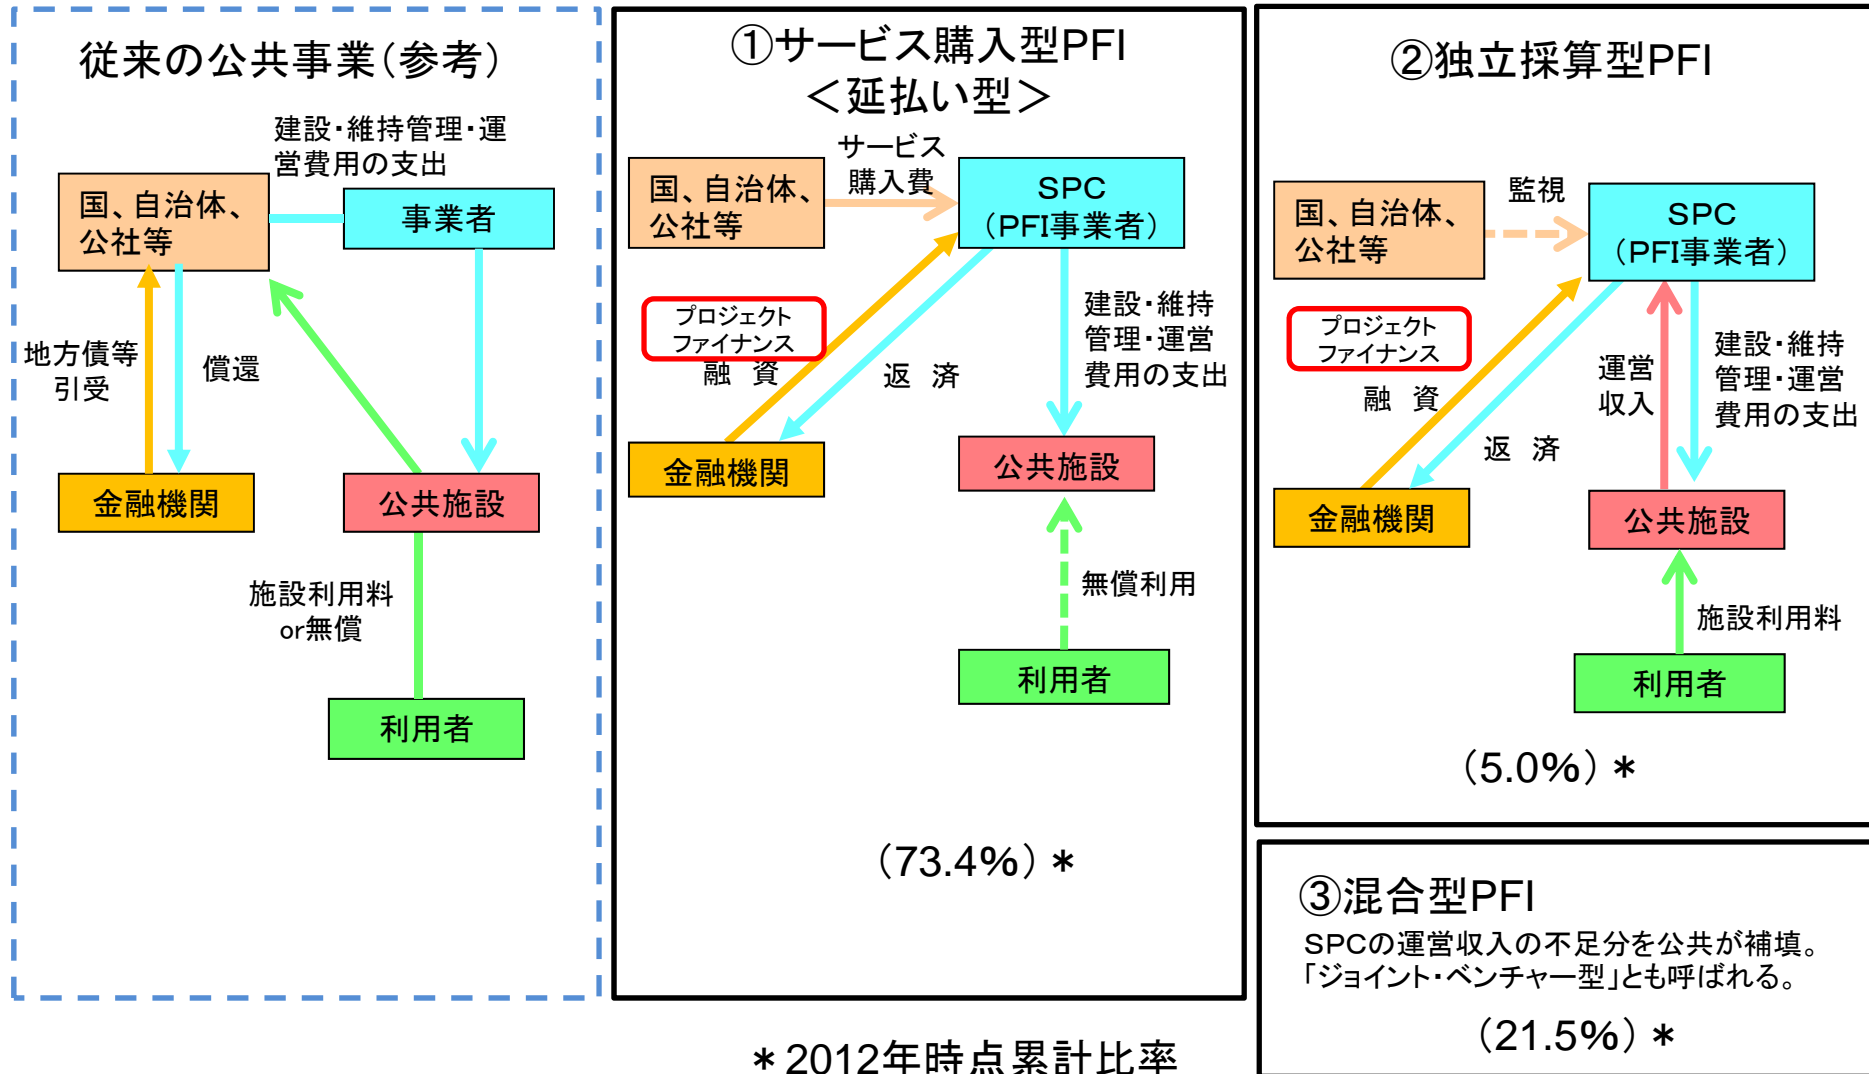 従来の公共事業（参考）
建設・維持管理・運
営費用の支出
国、自治体、
公社等
事業者
地方債等
引受
償還
金融機関
公共施設
施設利用料
or無償
利用者
①サービス購入型PFI
＜延払い型＞
サービス
購入費
国、自治体、
公社等
SPC
（PFI事業者）
プロジェクト
ファイナンス
融　資
返　済
建設・維持
管理・運営
費用の支出
金融機関
公共施設
無償利用
利用者
（73.4%）＊
②独立採算型PFI
監視
国、自治体、
公社等
SPC
（PFI事業者）
プロジェクト
ファイナンス
融　資
返　済
運営
収入
建設・維持
管理・運営
費用の支出
金融機関
公共施設
施設利用料
利用者
（5.0%）＊
③混合型PFI
SPCの運営収入の不足分を公共が補填。
「ジョイント・ベンチャー型」とも呼ばれる。
（21.5%）＊
＊2012年時点累計比率